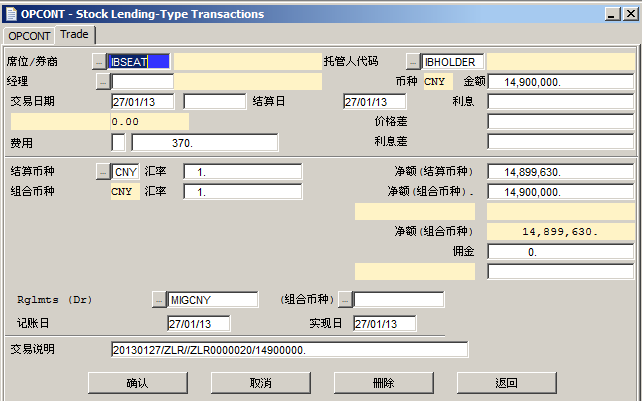 OPCONT - Stock Lending-Type Transactions
OPCONT Trade
席位/券商 ... IBSEAT 托管人代码 ... IBHOLDER
经理 ... 币种 CNY 金额 14,900,000.
交易日期 27/01/13 结算日 27/01/13 利息
0.00 价格差
费用 370. 利息差
结算币种 ... CNY 汇率 1. 净额(结算币种) 14,899,630.
组合币种 CNY 汇率 1. 净额(组合币种). 14,900,000.
净额(组合币种) 14,899,630.
佣金 0.
Rglmts (Dr) ... MIGCNY (组合币种) ...
记账日 27/01/13 实现日 27/01/13
交易说明 20130127/ZLR//ZLR0000020/14900000.
确认 取消 删除 返回